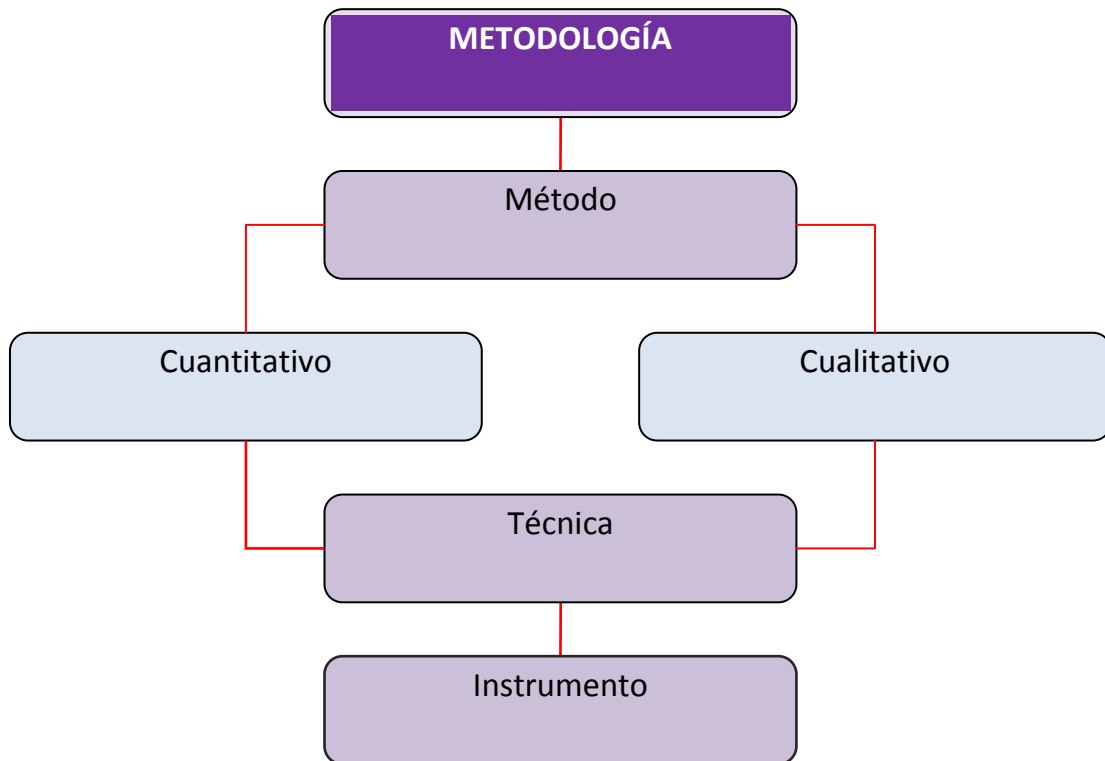 METODOLOGÍA
Método
Cuantitativo
Cualitativo
Técnica
Instrumento